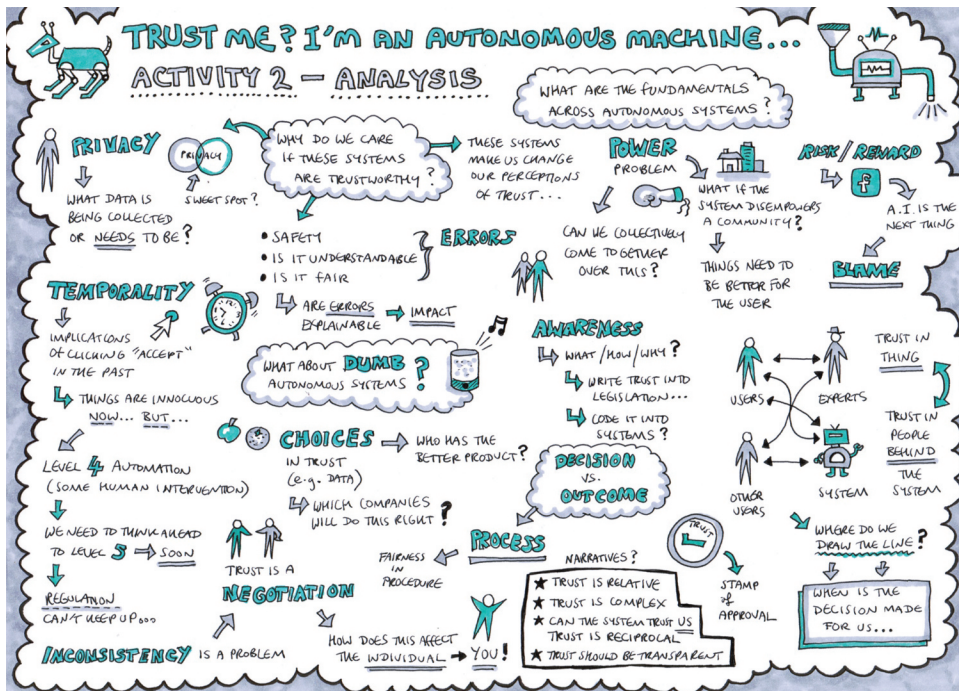 TRUST ME? I'M AN AUTONOMOUS MACHINE...
ACTIVITY 2 - ANALYSIS
WHAT ARE THE FUNDAMENTALS
ACROSS AUTONOMOUS SYSTEMS?
PRIVACY
PRIVACY
SWEET SPOT?
WHAT DATA IS
BEING COLLECTED
OR NEEDS TO BE?
WHY DO WE CARE
IF THESE SYSTEMS
ARE TRUSTWORTHY?
THESE SYSTEMS
MAKE US CHANGE
OUR PERCEPTIONS
OF TRUST...
• SAFETY
• IS IT UNDERSTANDABLE
• IS IT FAIR
ERRORS
ARE ERRORS
EXPLAINABLE
IMPACT
POWER
PROBLEM
CAN WE COLLECTIVELY
COME TOGETHER
OVER THIS?
WHAT IF THE
SYSTEM DISEMPOWERS
A COMMUNITY?
THINGS NEED TO
BE BETTER FOR
THE USER
RISK/REWARD
f
A.I. IS THE
NEXT THING
BLAME
TEMPORALITY
IMPLICATIONS
OF CLICKING "ACCEPT"
IN THE PAST
THINGS ARE INNOCUOUS
NOW... BUT...
LEVEL 4 AUTOMATION
(SOME HUMAN INTERVENTION)
WE NEED TO THINK AHEAD
TO LEVEL 5 SOON
REGULATION
CAN'T KEEP UP...
INCONSISTENCY IS A PROBLEM
WHAT ABOUT DUMB
AUTONOMOUS SYSTEMS?
CHOICES
IN TRUST
(e.g. DATA)
WHO HAS THE
BETTER PRODUCT?
WHICH COMPANIES
WILL DO THIS RIGHT?
TRUST IS A
NEGOTIATION
HOW DOES THIS AFFECT
THE INDIVIDUAL YOU!
AWARENESS
WHAT/HOW/WHY?
WRITE TRUST INTO
LEGISLATION...
CODE IT INTO
SYSTEMS?
DECISION
VS.
OUTCOME
PROCESS
FAIRNESS
IN
PROCEDURE
NARRATIVES?
★ TRUST IS RELATIVE
★ TRUST IS COMPLEX
★ CAN THE SYSTEM TRUST US
TRUST IS RECIPROCAL
★ TRUST SHOULD BE TRANSPARENT
TRUST
STAMP
of
APPROVAL
USERS
EXPERTS
OTHER
USERS
SYSTEM
TRUST IN
THING
TRUST IN
PEOPLE
BEHIND
THE
SYSTEM
WHERE DO WE
DRAW THE LINE?
WHEN IS THE
DECISION MADE
FOR US...